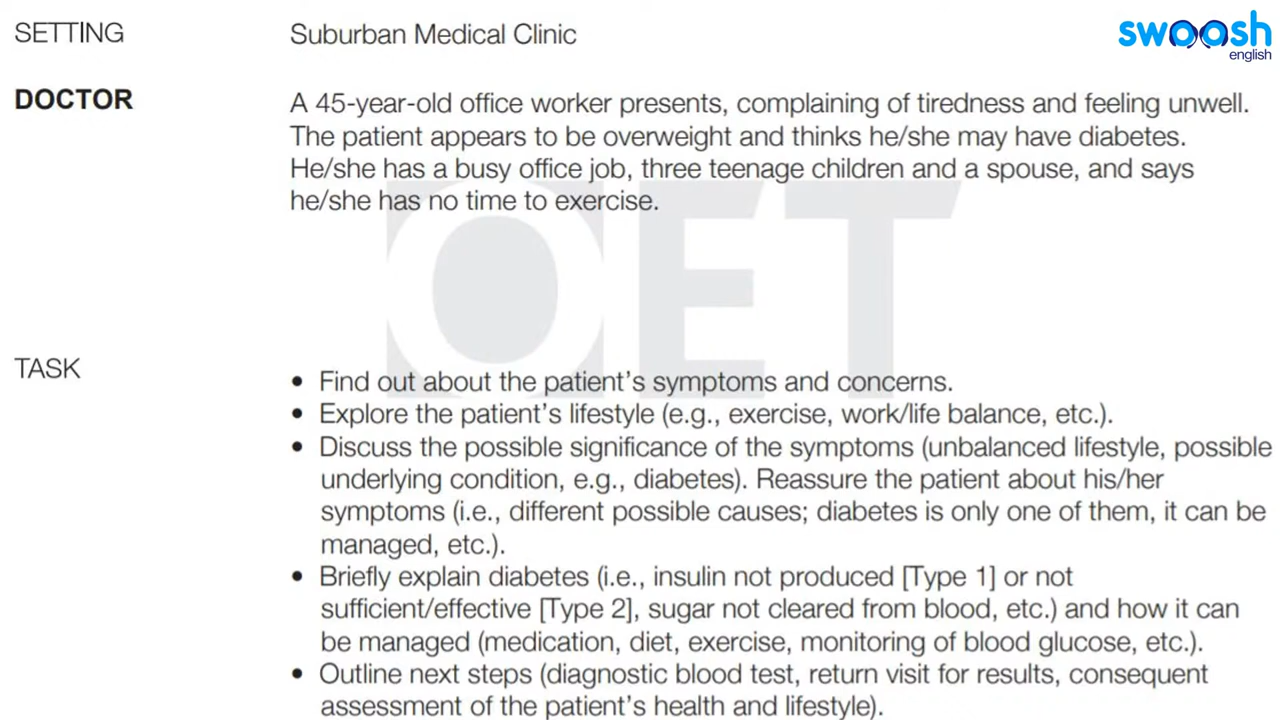 SETTING Suburban Medical Clinic
swoosh
english
DOCTOR A 45-year-old office worker presents, complaining of tiredness and feeling unwell.
The patient appears to be overweight and thinks he/she may have diabetes.
He/she has a busy office job, three teenage children and a spouse, and says
he/she has no time to exercise.
OET
TASK
• Find out about the patient's symptoms and concerns.
• Explore the patient's lifestyle (e.g., exercise, work/life balance, etc.).
• Discuss the possible significance of the symptoms (unbalanced lifestyle, possible
underlying condition, e.g., diabetes). Reassure the patient about his/her
symptoms (i.e., different possible causes; diabetes is only one of them, it can be
managed, etc.).
• Briefly explain diabetes (i.e., insulin not produced [Type 1] or not
sufficient/effective [Type 2], sugar not cleared from blood, etc.) and how it can
be managed (medication, diet, exercise, monitoring of blood glucose, etc.).
• Outline next steps (diagnostic blood test, return visit for results, consequent
assessment of the patient's health and lifestyle).